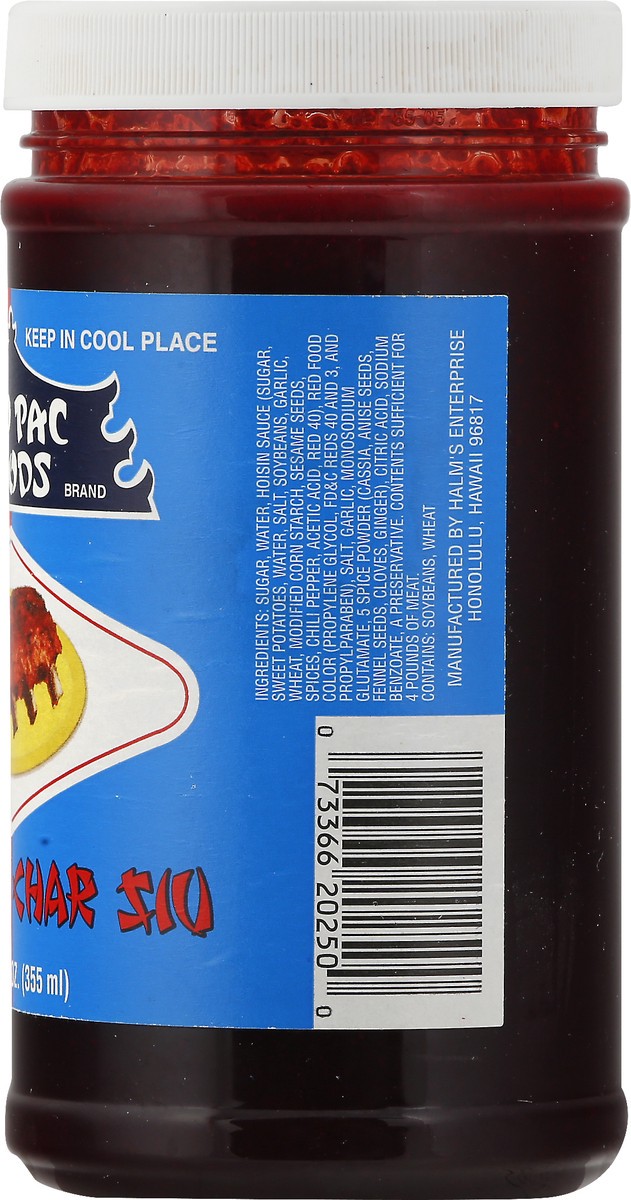 KEEP IN COOL PLACE
PAC
BRAND
CHAR SIU
OZ. (355 ml)
INGREDIENTS: SUGAR, WATER, HOISIN SAUCE (SUGAR,
SWEET POTATOES, WATER, SALT, SOYBEANS, GARLIC,
WHEAT, MODIFIED CORN STARCH, SESAME SEEDS,
SPICES, CHILI PEPPER, ACETIC ACID, RED 40), RED FOOD
COLOR (PROPYLENE GLYCOL, FD&C REDS 40 AND 3, AND
PROPYLPARABEN), SALT, GARLIC, MONOSODIUM
GLUTAMATE, 5 SPICE POWDER (CASSIA, ANISE SEEDS,
FENNEL SEEDS, CLOVES, GINGER), CITRIC ACID, SODIUM
BENZOATE, A PRESERVATIVE. CONTENTS SUFFICIENT FOR
4 POUNDS OF MEAT.
CONTAINS: SOYBEANS, WHEAT
MANUFACTURED BY HALM'S ENTERPRISE
HONOLULU, HAWAII 96817
0 73366 20250 0